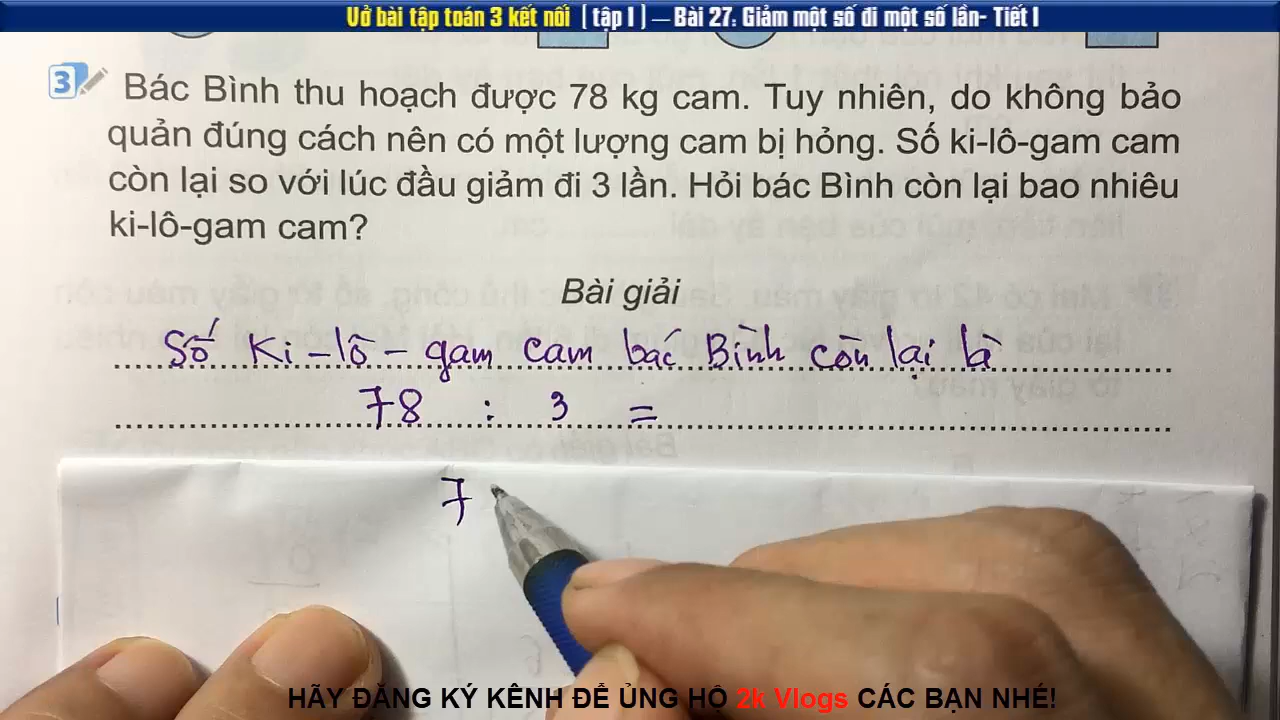 Vở bài tập toán 3 kết nối ( tập 1 ) – Bài 27: Giảm một số đi một số lần- Tiết 1
3 Bác Bình thu hoạch được 78 kg cam. Tuy nhiên, do không bảo
quản đúng cách nên có một lượng cam bị hỏng. Số ki-lô-gam cam
còn lại so với lúc đầu giảm đi 3 lần. Hỏi bác Bình còn lại bao nhiêu
ki-lô-gam cam?
Bài giải
Số Ki-lô-gam cam bác Bình còn lại là
78 : 3 =
7
HÃY ĐĂNG KÝ KÊNH ĐỂ ỦNG HỘ 2k Vlogs CÁC BẠN NHÉ!